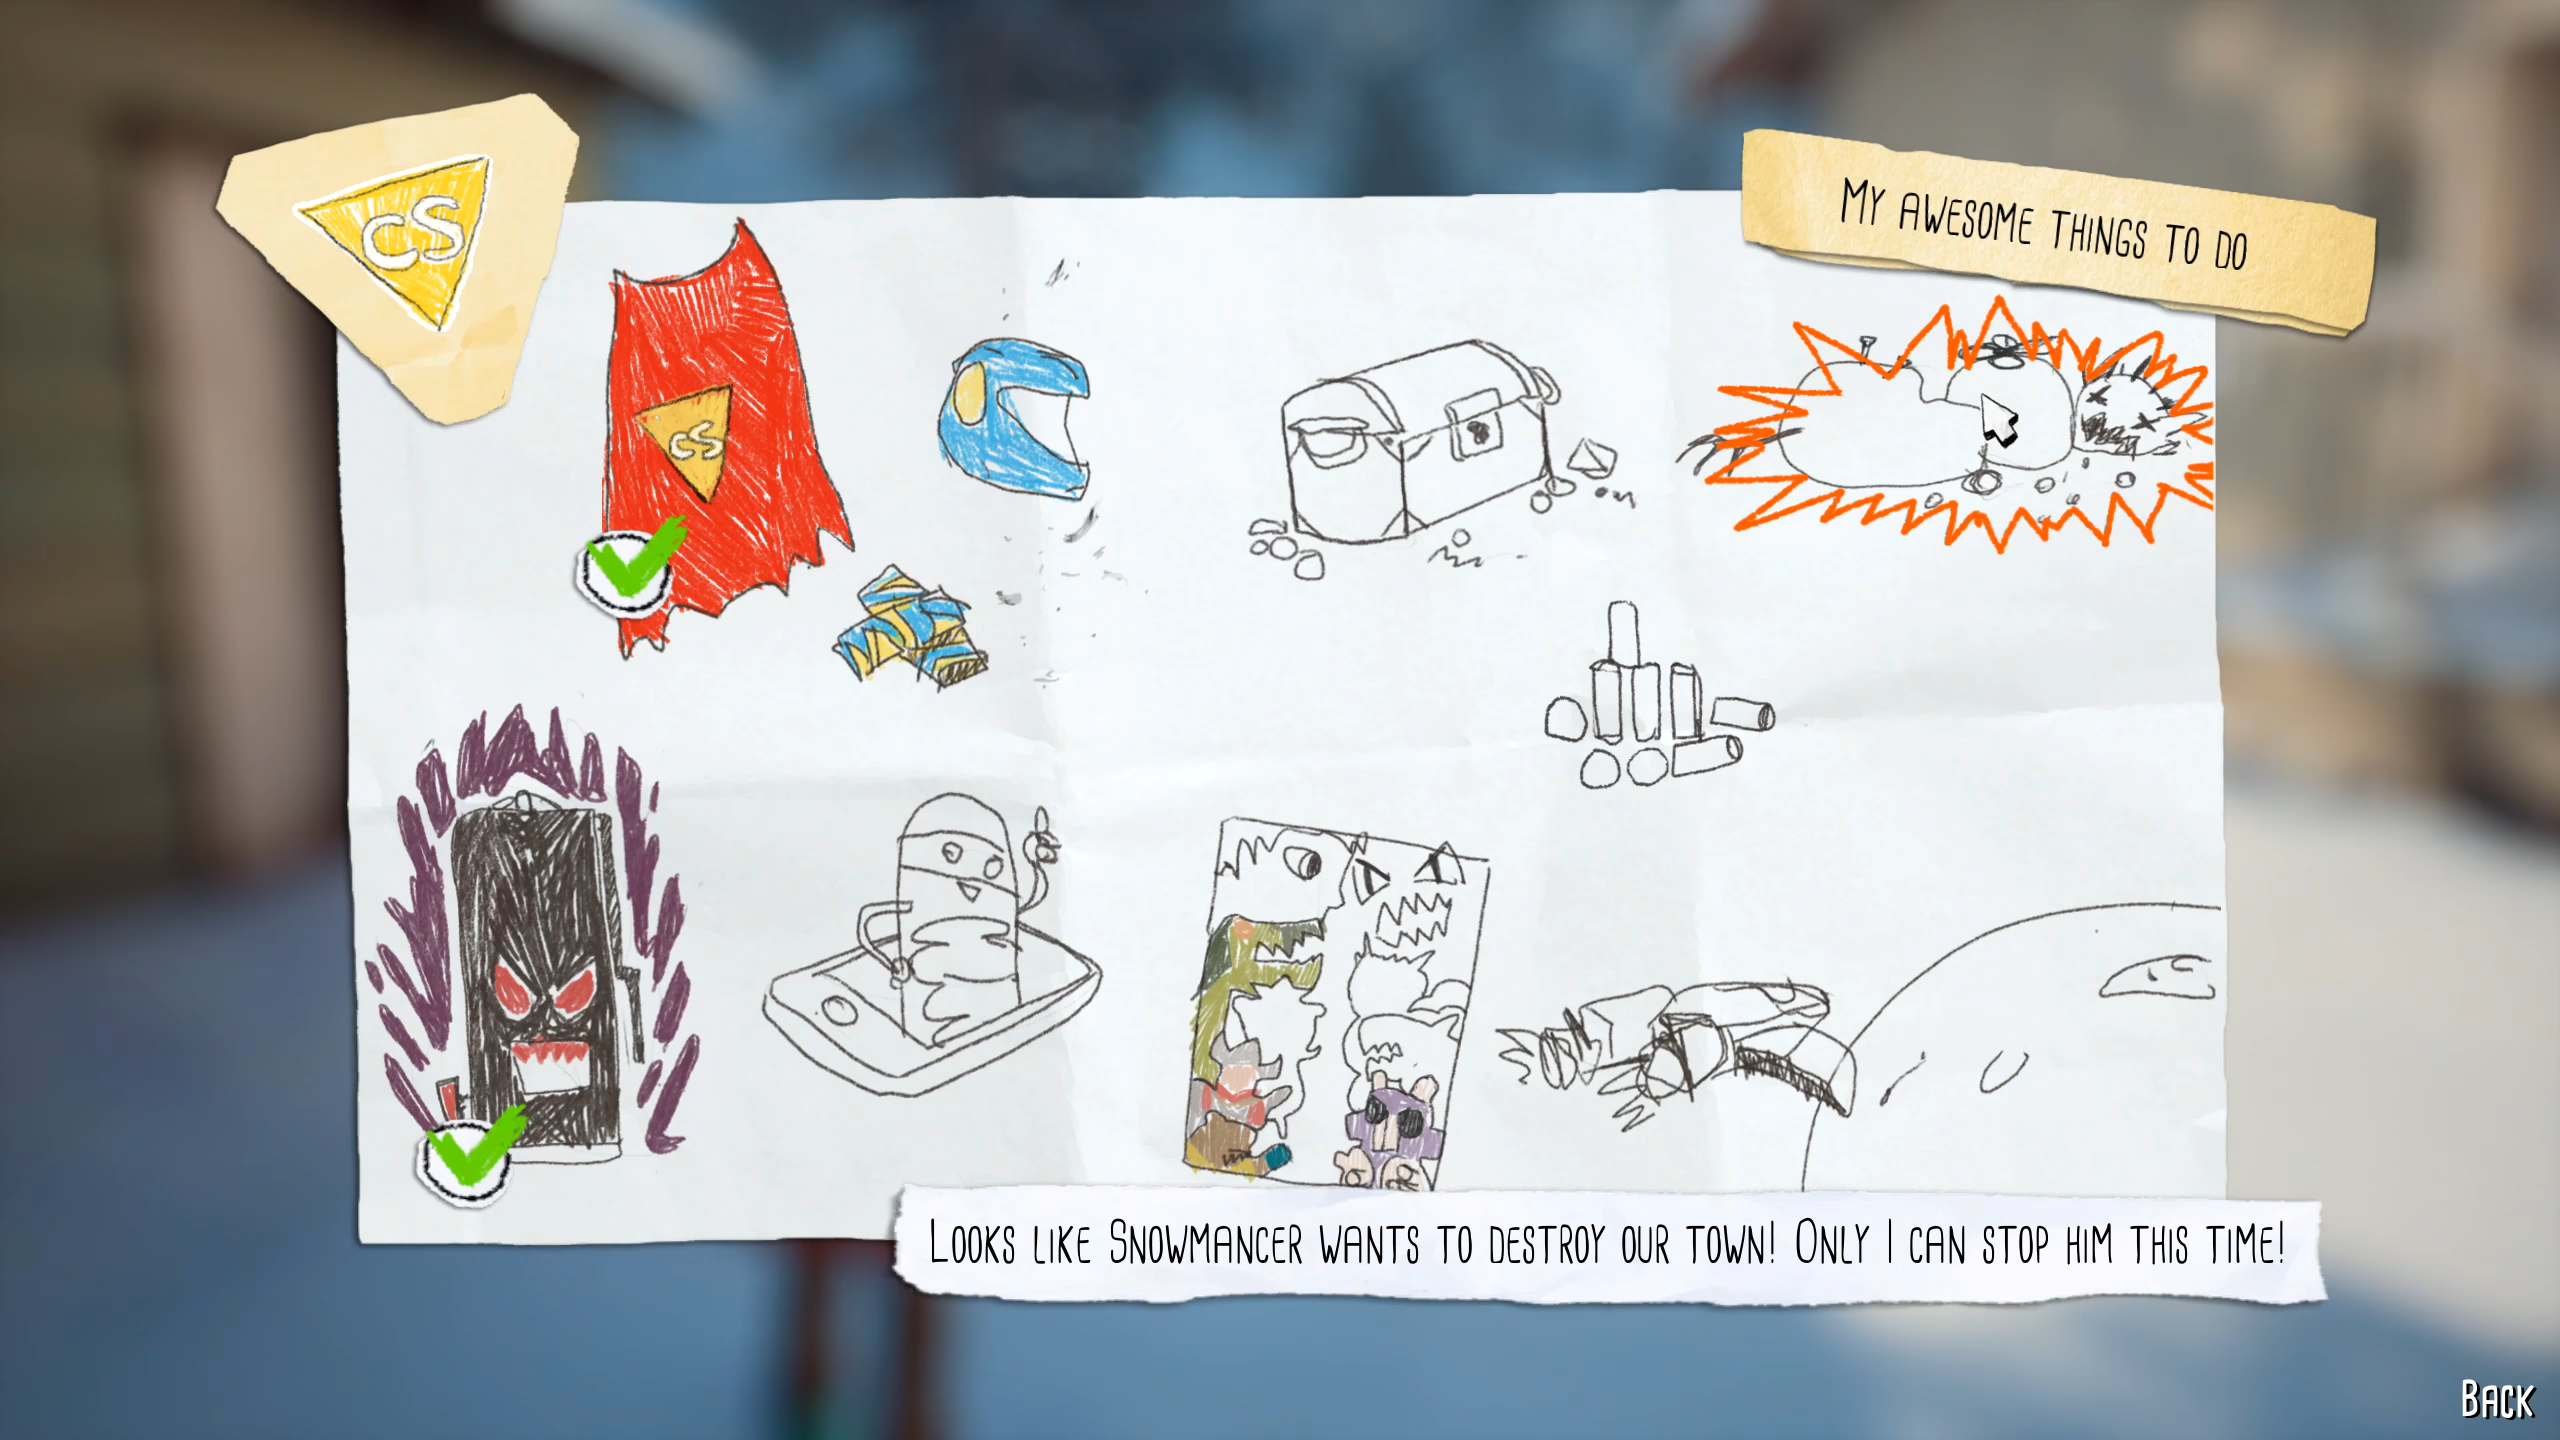 CS
My awesome things to do
CS
Looks like Snowmancer wants to destroy our town! Only I can stop him this time!
Back